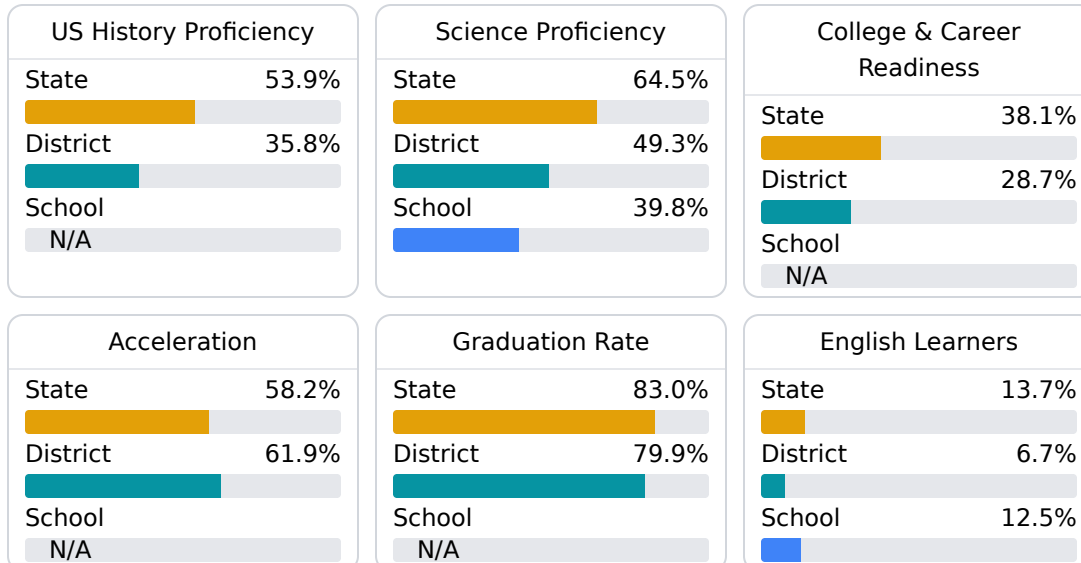 US History Proficiency
State 53.9%
District 35.8%
School
N/A
Science Proficiency
State 64.5%
District 49.3%
School 39.8%
College & Career
Readiness
State 38.1%
District 28.7%
School
N/A
Acceleration
State 58.2%
District 61.9%
School
N/A
Graduation Rate
State 83.0%
District 79.9%
School
N/A
English Learners
State 13.7%
District 6.7%
School 12.5%